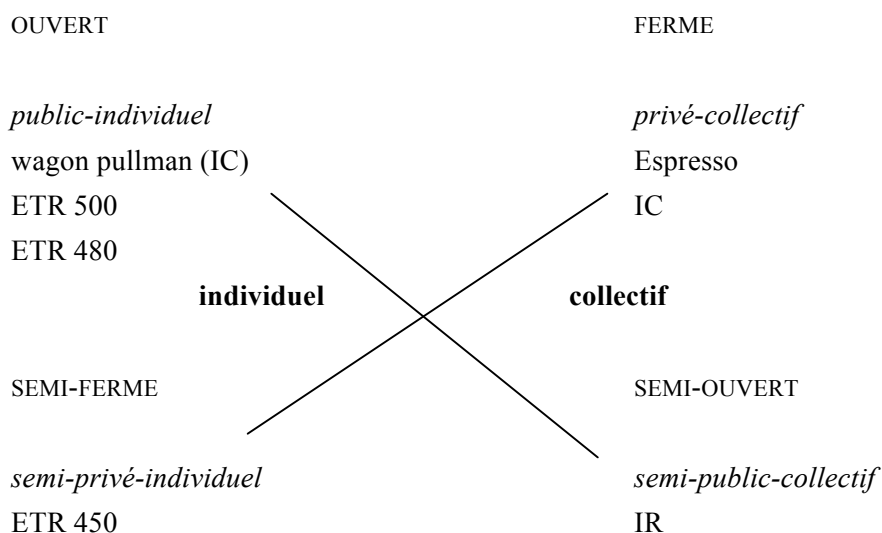 OUVERT FERME
public-individuel privé-collectif
wagon pullman (IC) Espresso
ETR 500 IC
ETR 480
individuel collectif
SEMI-FERME SEMI-OUVERT
semi-privé-individuel semi-public-collectif
ETR 450 IR